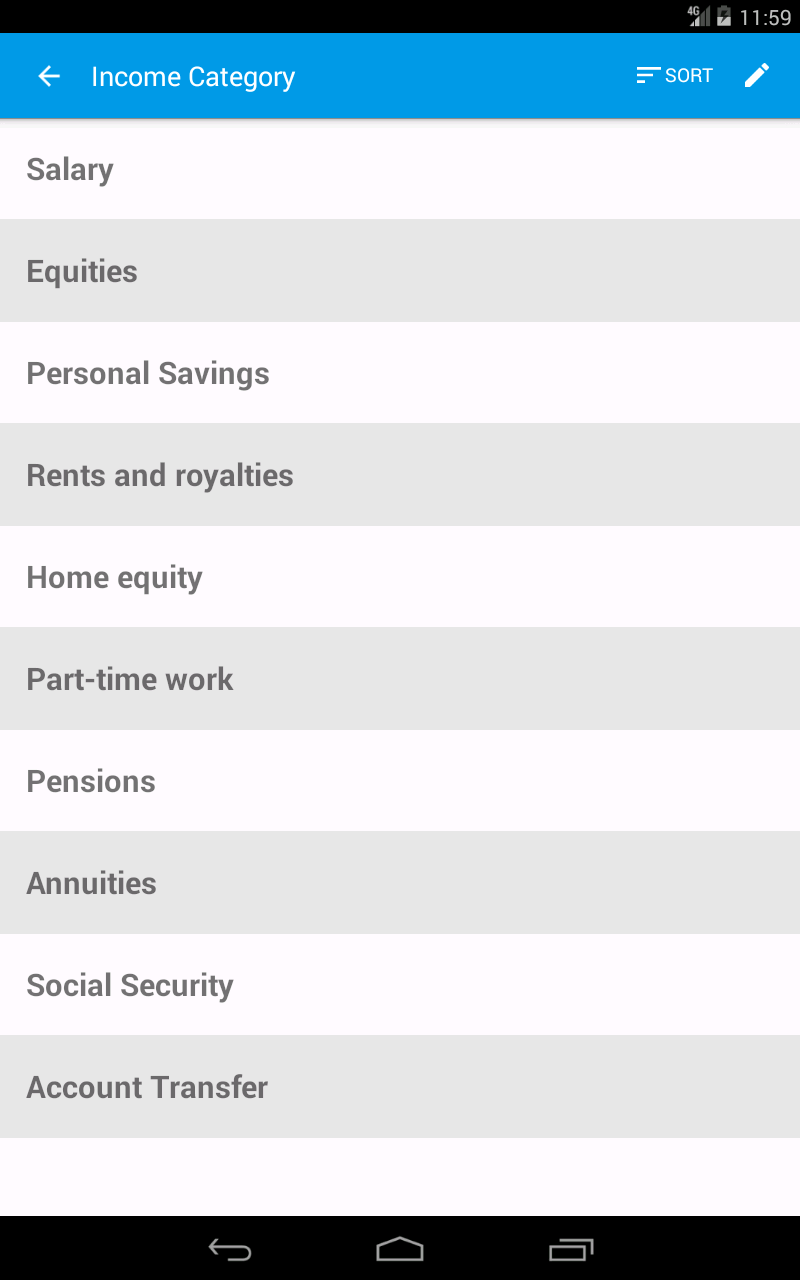 4G 11:59
Income Category SORT
Salary
Equities
Personal Savings
Rents and royalties
Home equity
Part-time work
Pensions
Annuities
Social Security
Account Transfer